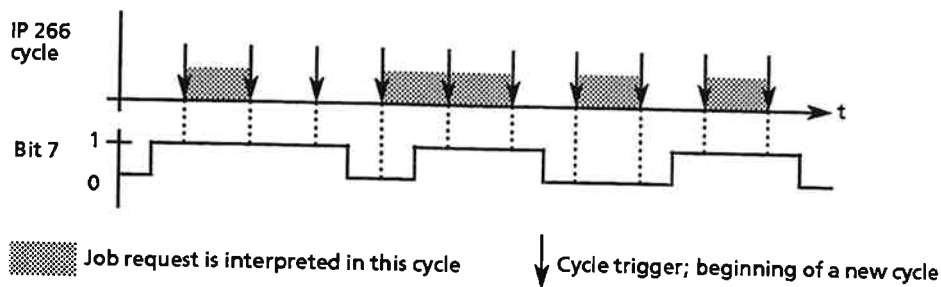 IP 266
cycle
t
Bit 7
1
0
Job request is interpreted in this cycle
Cycle trigger; beginning of a new cycle